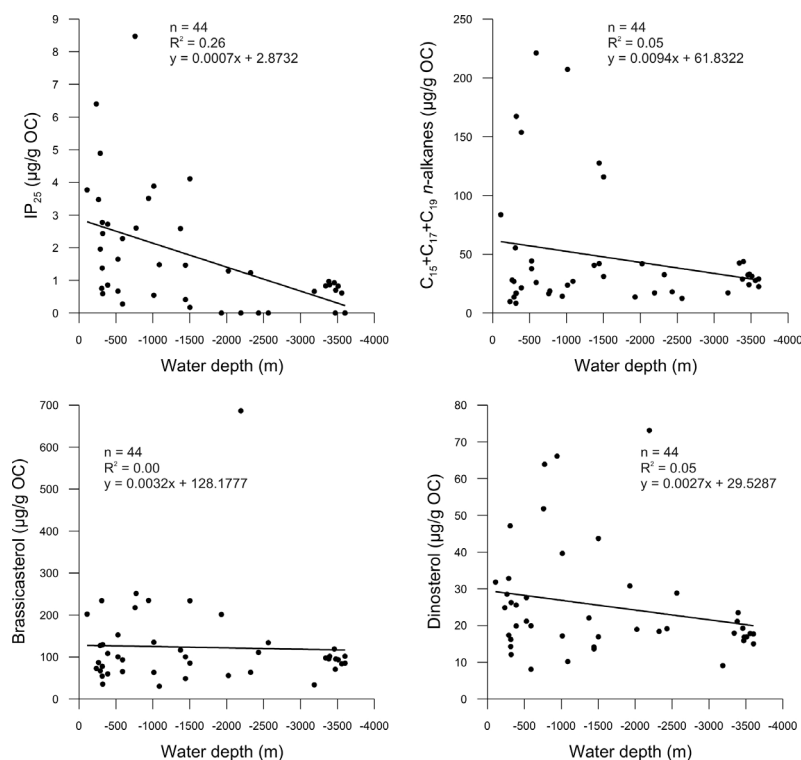 n = 44
R² = 0.26
y = 0.0007x + 2.8732
IP₂₅ (µg/g OC)
9
8
7
6
5
4
3
2
1
0
0 -500 -1000 -1500 -2000 -2500 -3000 -3500 -4000
Water depth (m)
n = 44
R² = 0.05
y = 0.0094x + 61.8322
C₁₅+C₁₇+C₁₉ n-alkanes (µg/g OC)
250
200
150
100
50
0
0 -500 -1000 -1500 -2000 -2500 -3000 -3500 -4000
Water depth (m)
n = 44
R² = 0.00
y = 0.0032x + 128.1777
Brassicasterol (µg/g OC)
700
600
500
400
300
200
100
0
0 -500 -1000 -1500 -2000 -2500 -3000 -3500 -4000
Water depth (m)
n = 44
R² = 0.05
y = 0.0027x + 29.5287
Dinosterol (µg/g OC)
80
70
60
50
40
30
20
10
0
0 -500 -1000 -1500 -2000 -2500 -3000 -3500 -4000
Water depth (m)